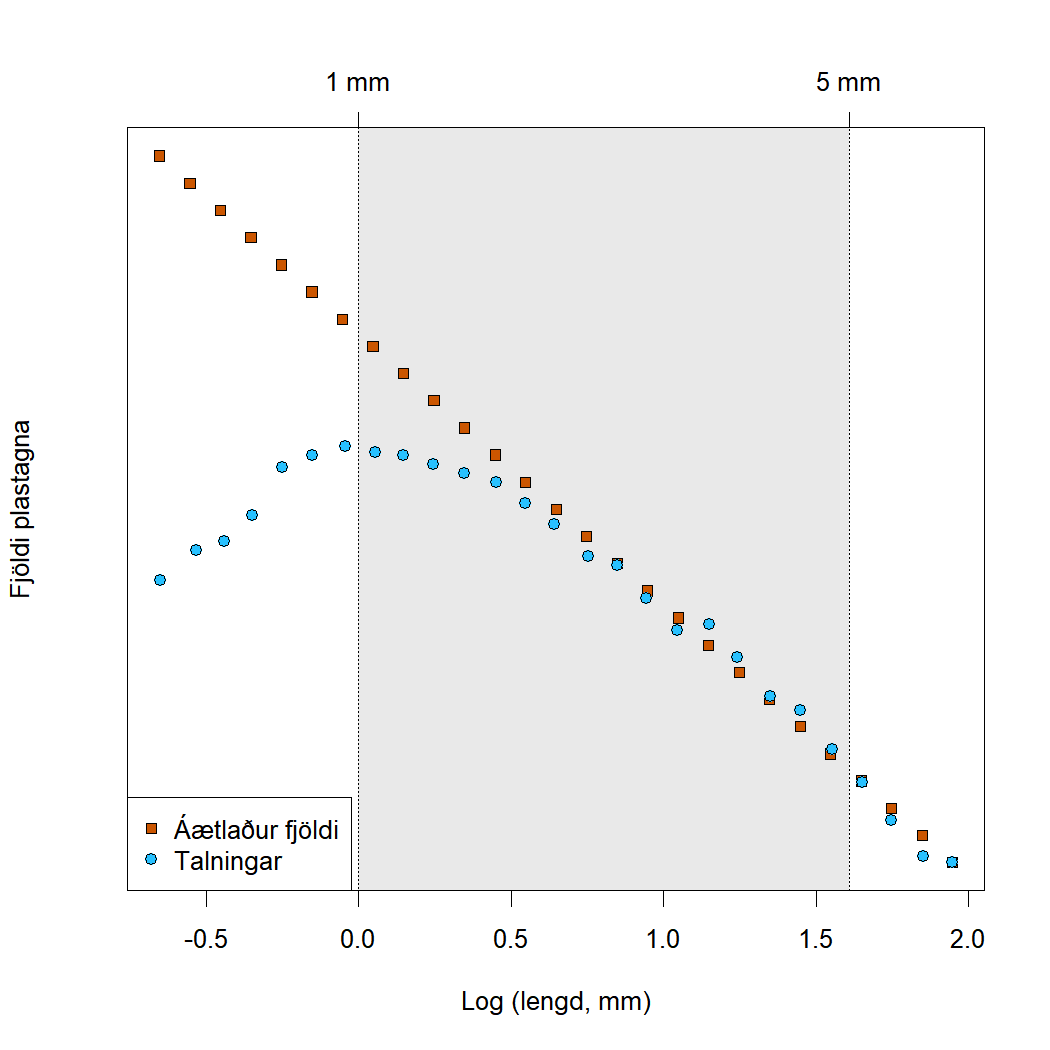 1 mm
5 mm
Fjöldi plastagna
Áætlaður fjöldi
Talningar
-0.5
0.0
0.5
1.0
1.5
2.0
Log (lengd, mm)